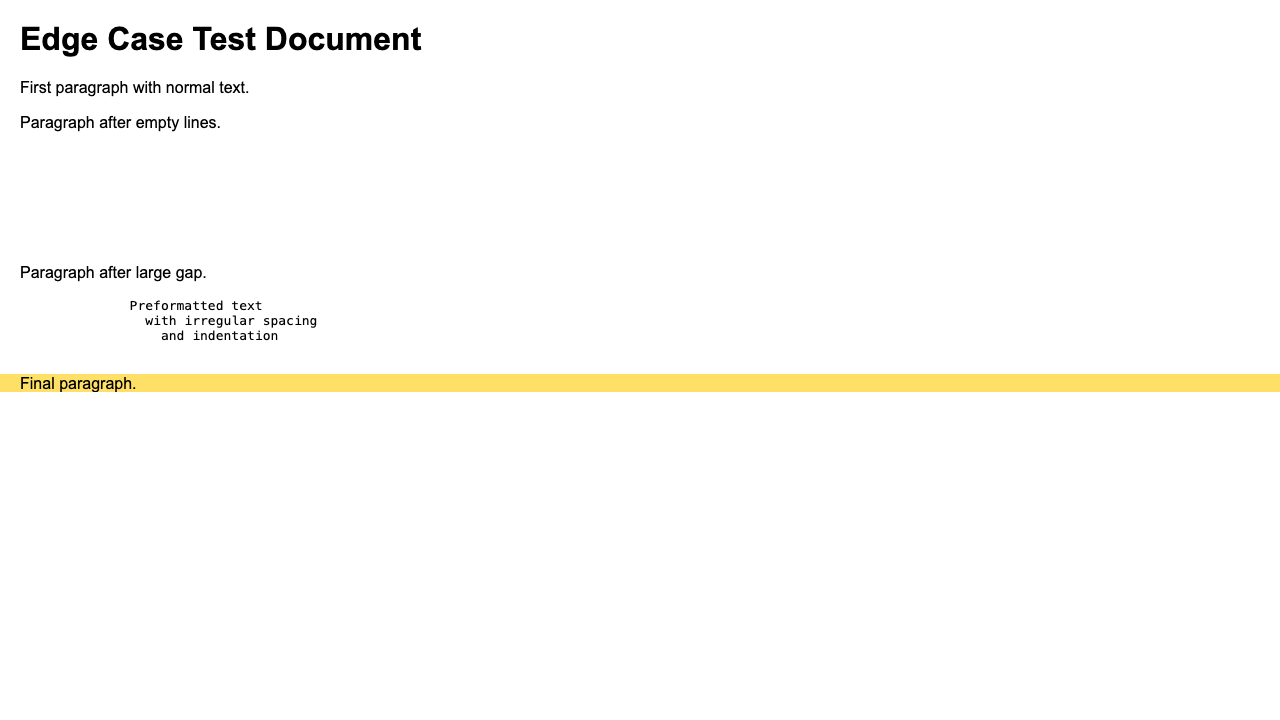 Edge Case Test Document
First paragraph with normal text.
Paragraph after empty lines.
Paragraph after large gap.
Preformatted text
with irregular spacing
and indentation
Final paragraph.